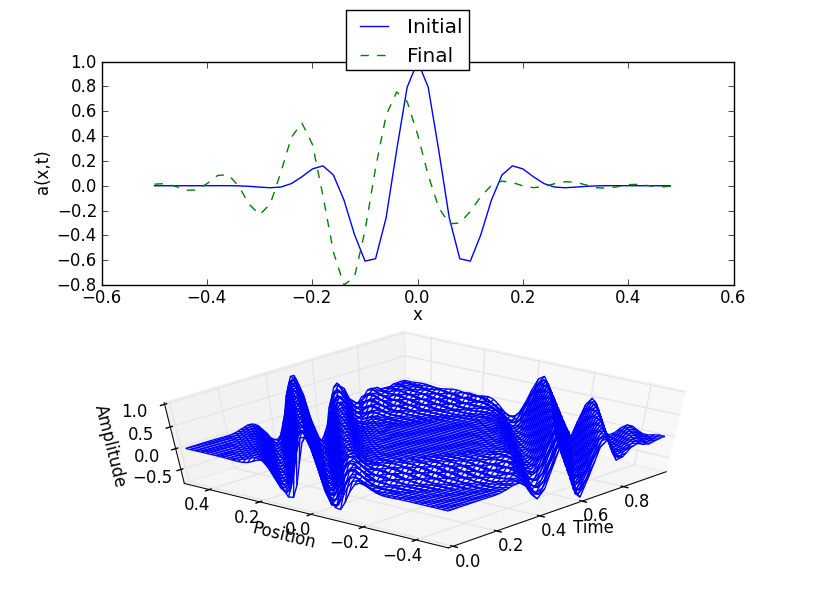 Initial
Final
1.0
0.8
0.6
0.4
0.2
0.0
−0.2
−0.4
−0.6
−0.8
a(x,t)
−0.6 −0.4 −0.2 0.0 0.2 0.4 0.6
x
1.0
0.5
0.0
−0.5
Amplitude
0.4 0.2 0.0 −0.2 −0.4
Position
0.0 0.2 0.4 0.6 0.8
Time